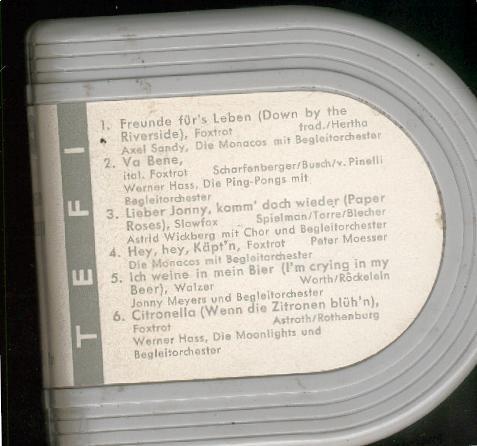 TEFI
1. Freunde für's Leben (Down by the
Riverside), Foxtrot trad./Hertha
Axel Sandy, Die Monacos mit Begleitorchester
2. Va Bene,
ital. Foxtrot Scharfenberger/Busch/v. Pinelli
Werner Hass, Die Ping-Pongs mit
Begleitorchester
3. Lieber Jonny, komm' doch wieder (Paper
Roses), Slowfox Spielman/Torre/Blecher
Astrid Wickberg mit Chor und Begleitorchester
4. Hey, hey, Käpt'n, Foxtrot Peter Moesser
Die Monacos mit Begleitorchester
5. Ich weine in mein Bier (I'm crying in my
Beer), Walzer Worth/Röckelein
Jonny Meyers und Begleitorchester
6. Citronella (Wenn die Zitronen blüh'n),
Foxtrot Astroth/Rothenburg
Werner Hass, Die Moonlights und
Begleitorchester